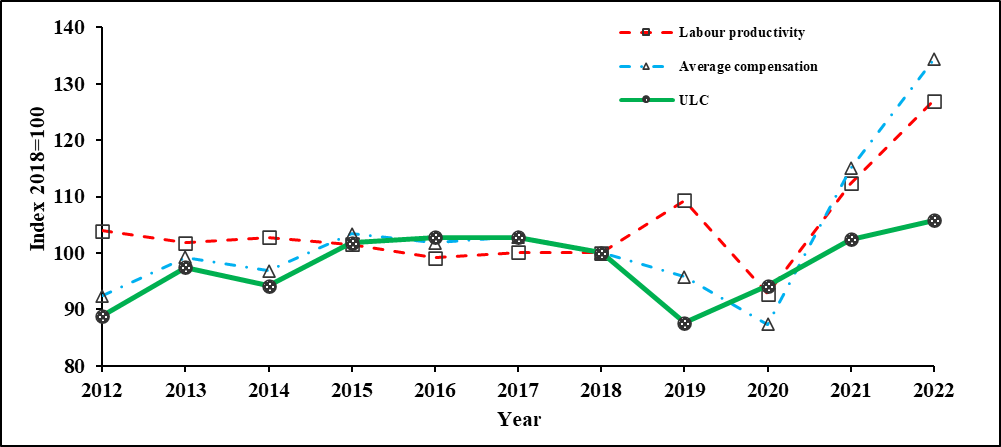 140
130
120
110
100
90
80
Index 2018=100
Labour productivity
Average compensation
ULC
2012 2013 2014 2015 2016 2017 2018 2019 2020 2021 2022
Year